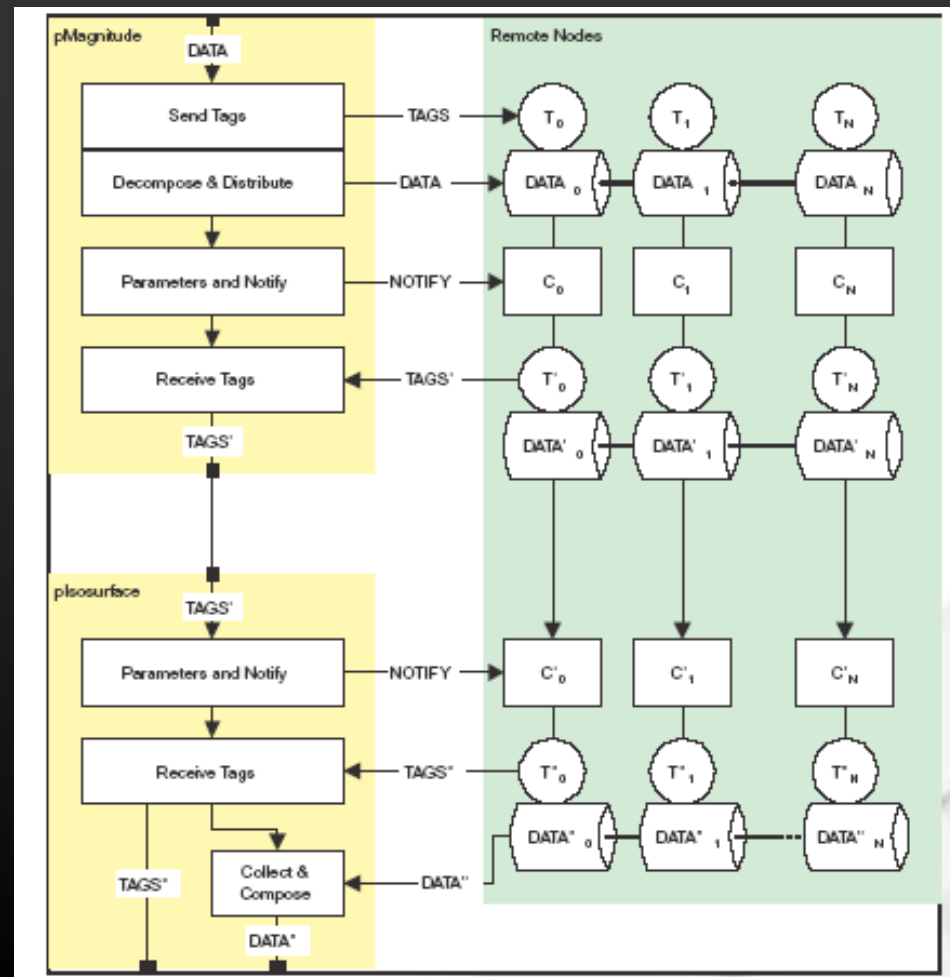 pMagnitude
Remote Nodes
DATA
Send Tags
TAGS
T0
T1
TN
Decompose & Distribute
DATA
DATA 0
DATA 1
DATA N
Parameters and Notify
NOTIFY
C0
C1
CN
Receive Tags
TAGS'
T'0
T'1
T'N
TAGS'
DATA' 0
DATA' 1
DATA' N
pIsosurface
TAGS'
Parameters and Notify
NOTIFY
C'0
C'1
C'N
Receive Tags
TAGS"
T"0
T"1
T"N
DATA" 0
DATA" 1
DATA" N
TAGS"
Collect &
Compose
DATA"
DATA"